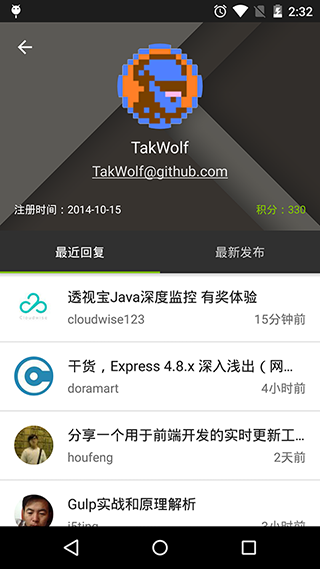 2:32
TakWolf
TakWolf@github.com
注册时间：2014-10-15
积分：330
最近回复
最新发布
透视宝Java深度监控 有奖体验
Cloudwise
cloudwise123
15分钟前
干货，Express 4.8.x 深入浅出（网...
doramart
4小时前
分享一个用于前端开发的实时更新工...
houfeng
2天前
Gulp实战和原理解析
i5ting